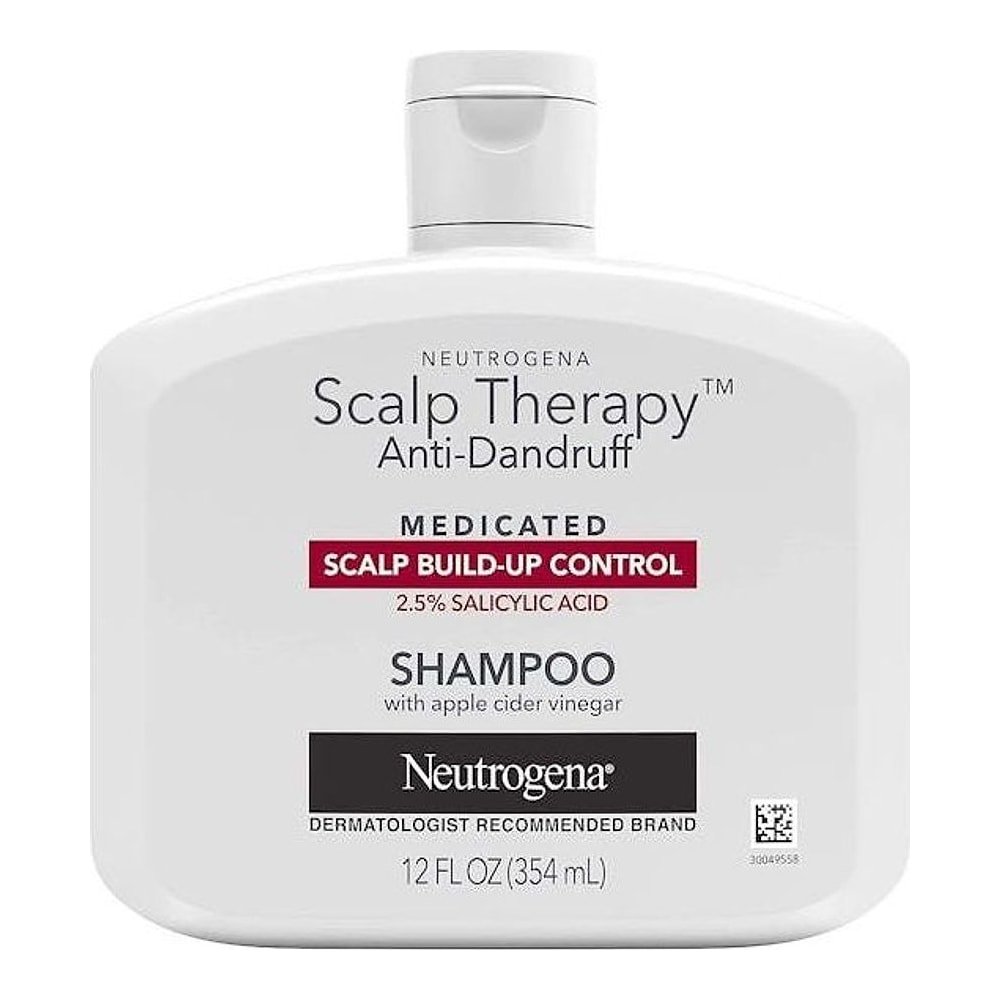 NEUTROGENA
Scalp Therapy™
Anti-Dandruff
MEDICATED
SCALP BUILD-UP CONTROL
2.5% SALICYLIC ACID
SHAMPOO
with apple cider vinegar
Neutrogena®
DERMATOLOGIST RECOMMENDED BRAND
12 FL OZ (354 mL)
30049558